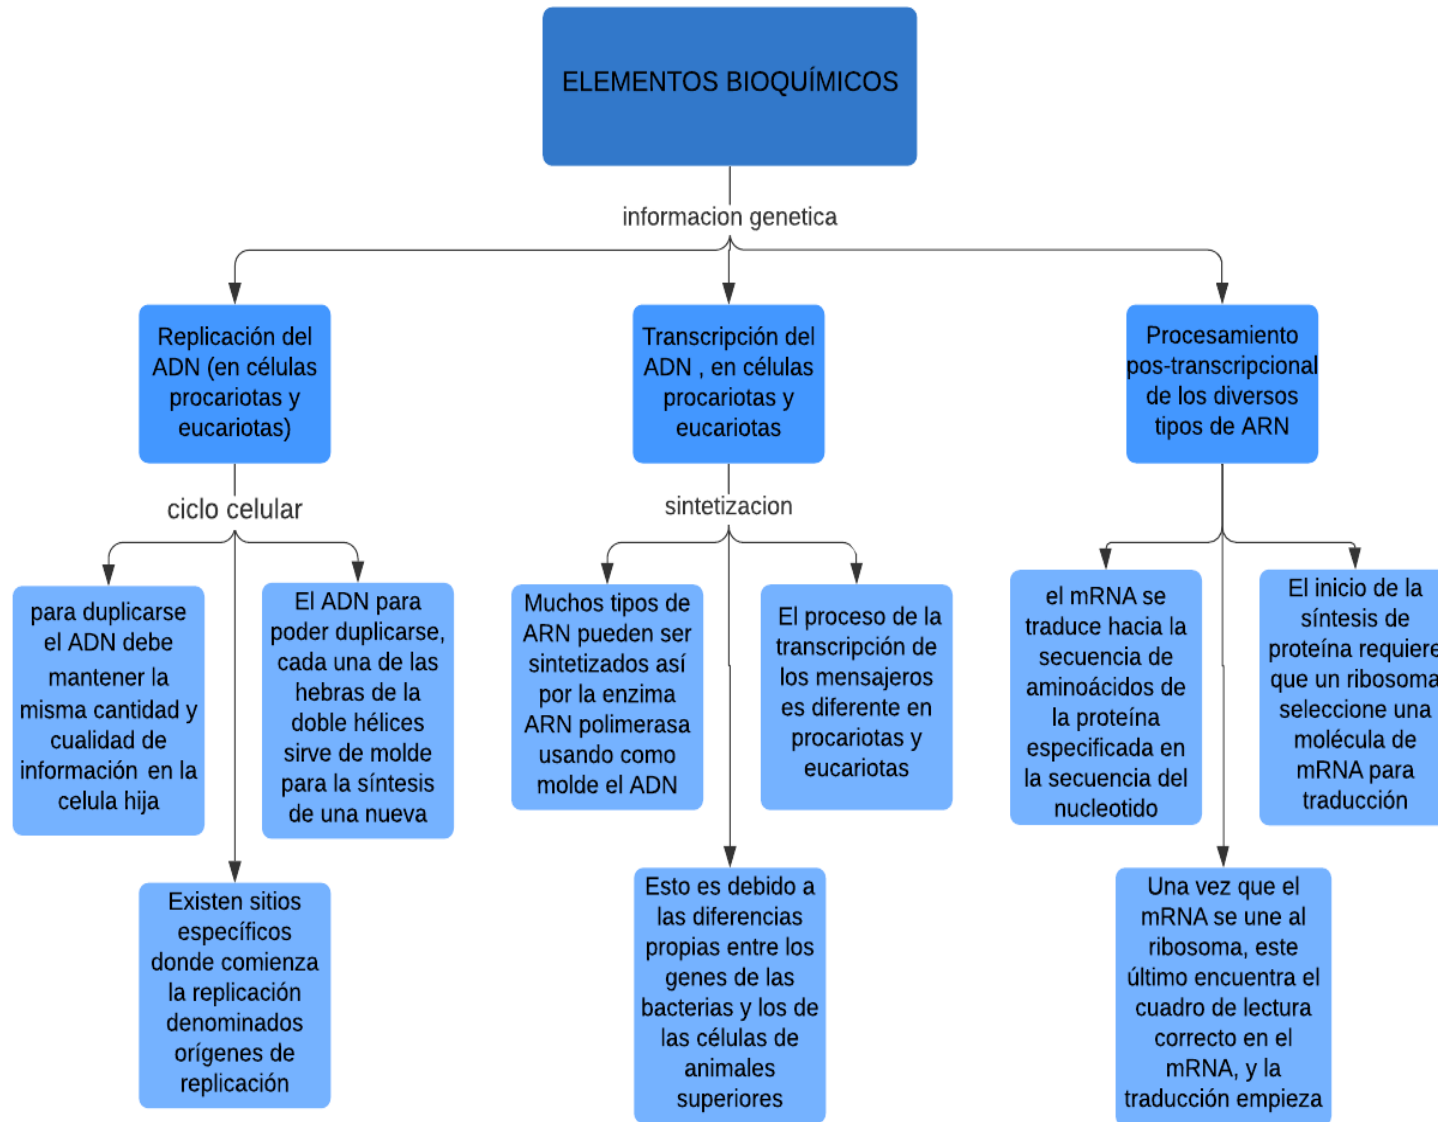 ELEMENTOS BIOQUÍMICOS
informacion genetica
Replicación del
ADN (en células
procariotas y
eucariotas)
Transcripción del
ADN , en células
procariotas y
eucariotas
Procesamiento
pos-transcripcional
de los diversos
tipos de ARN
ciclo celular
sintetizacion
para duplicarse
el ADN debe
mantener la
misma cantidad y
cualidad de
información en la
celula hija
El ADN para
poder duplicarse,
cada una de las
hebras de la
doble hélices
sirve de molde
para la síntesis
de una nueva
Muchos tipos de
ARN pueden ser
sintetizados así
por la enzima
ARN polimerasa
usando como
molde el ADN
El proceso de la
transcripción de
los mensajeros
es diferente en
procariotas y
eucariotas
el mRNA se
traduce hacia la
secuencia de
aminoácidos de
la proteína
especificada en
la secuencia del
nucleotido
El inicio de la
síntesis de
proteína requiere
que un ribosoma
seleccione una
molécula de
mRNA para
traducción
Existen sitios
específicos
donde comienza
la replicación
denominados
orígenes de
replicación
Esto es debido a
las diferencias
propias entre los
genes de las
bacterias y los de
las células de
animales
superiores
Una vez que el
mRNA se une al
ribosoma, este
último encuentra el
cuadro de lectura
correcto en el
mRNA, y la
traducción empieza